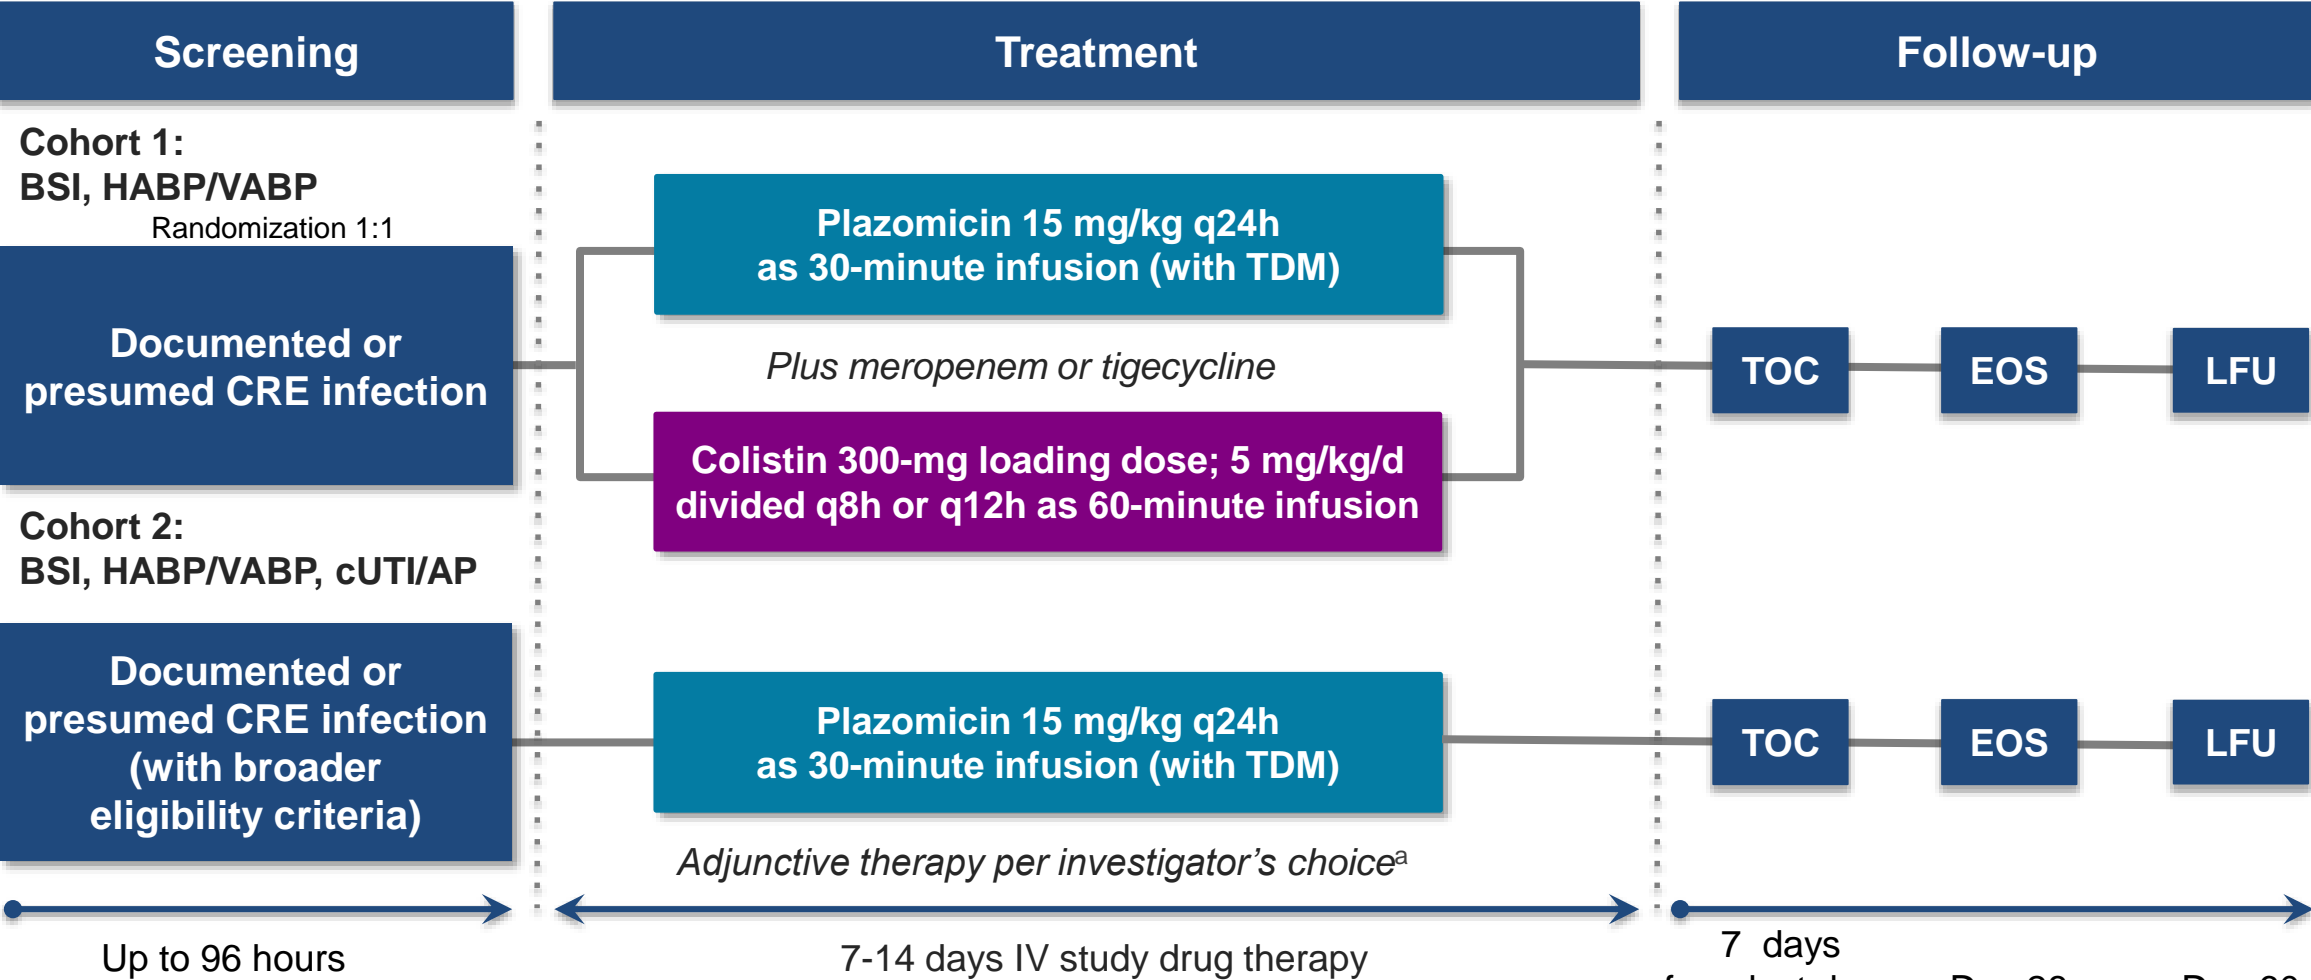 Screening
Treatment
Follow-up
Cohort 1:
BSI, HABP/VABP
Randomization 1:1
Documented or
presumed CRE infection
Plazomicin 15 mg/kg q24h
as 30-minute infusion (with TDM)
Plus meropenem or tigecycline
Colistin 300-mg loading dose; 5 mg/kg/d
divided q8h or q12h as 60-minute infusion
TOC
EOS
LFU
Cohort 2:
BSI, HABP/VABP, cUTI/AP
Documented or
presumed CRE infection
(with broader
eligibility criteria)
Plazomicin 15 mg/kg q24h
as 30-minute infusion (with TDM)
Adjunctive therapy per investigator's choiceᵃ
TOC
EOS
LFU
Up to 96 hours
7-14 days IV study drug therapy
7 days